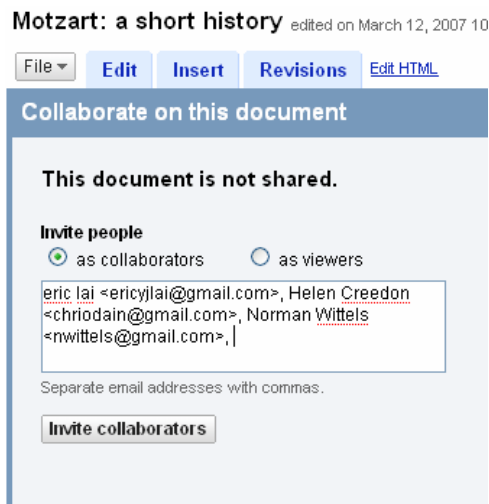 Motzart: a short history edited on March 12, 2007 10
File Edit Insert Revisions Edit HTML
Collaborate on this document
This document is not shared.
Invite people
as collaborators as viewers
eric lai <ericyjlai@gmail.com>, Helen Creedon
<chriodain@gmail.com>, Norman Wittels
<nwittels@gmail.com>,
Separate email addresses with commas.
Invite collaborators